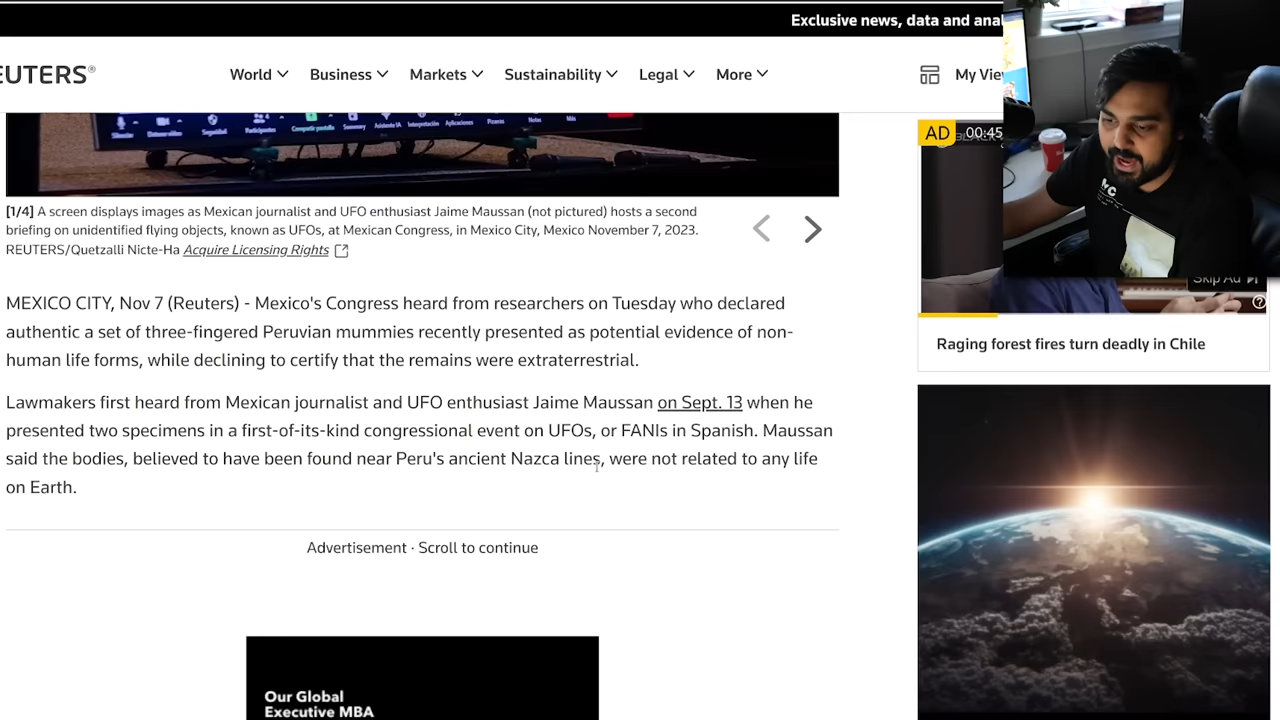 Exclusive news, data and anal
EUTERS®
World Business Markets Sustainability Legal More
My Vie
AD 00:45
Skip Ad
[1/4] A screen displays images as Mexican journalist and UFO enthusiast Jaime Maussan (not pictured) hosts a second
briefing on unidentified flying objects, known as UFOs, at Mexican Congress, in Mexico City, Mexico November 7, 2023.
REUTERS/Quetzalli Nicte-Ha Acquire Licensing Rights
MEXICO CITY, Nov 7 (Reuters) - Mexico's Congress heard from researchers on Tuesday who declared
authentic a set of three-fingered Peruvian mummies recently presented as potential evidence of non-
human life forms, while declining to certify that the remains were extraterrestrial.
Raging forest fires turn deadly in Chile
Lawmakers first heard from Mexican journalist and UFO enthusiast Jaime Maussan on Sept. 13 when he
presented two specimens in a first-of-its-kind congressional event on UFOs, or FANIs in Spanish. Maussan
said the bodies, believed to have been found near Peru's ancient Nazca lines, were not related to any life
on Earth.
Advertisement · Scroll to continue
Our Global
Executive MBA